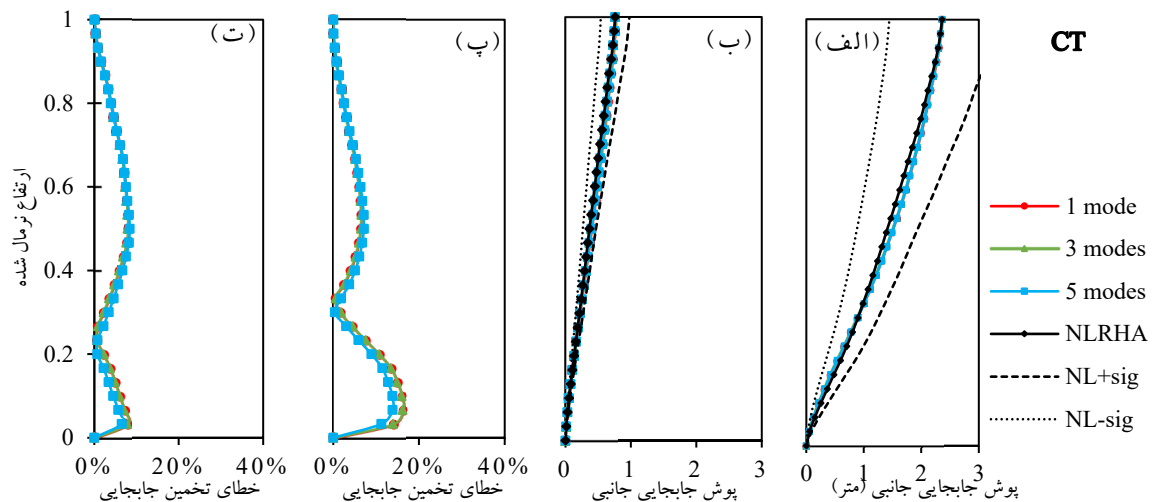 (ت)
(پ)
(ب)
(الف)
CT
ارتفاع نرمال شده
1
0.8
0.6
0.4
0.2
0
0% 20% 40%
0% 20% 40%
0 1 2 3
0 1 2 3
خطای تخمین جابجایی
خطای تخمین جابجایی
پوش جابجایی جانبی
پوش جابجایی جانبی (متر)
1 mode
3 modes
5 modes
NLRHA
NL+sig
NL-sig